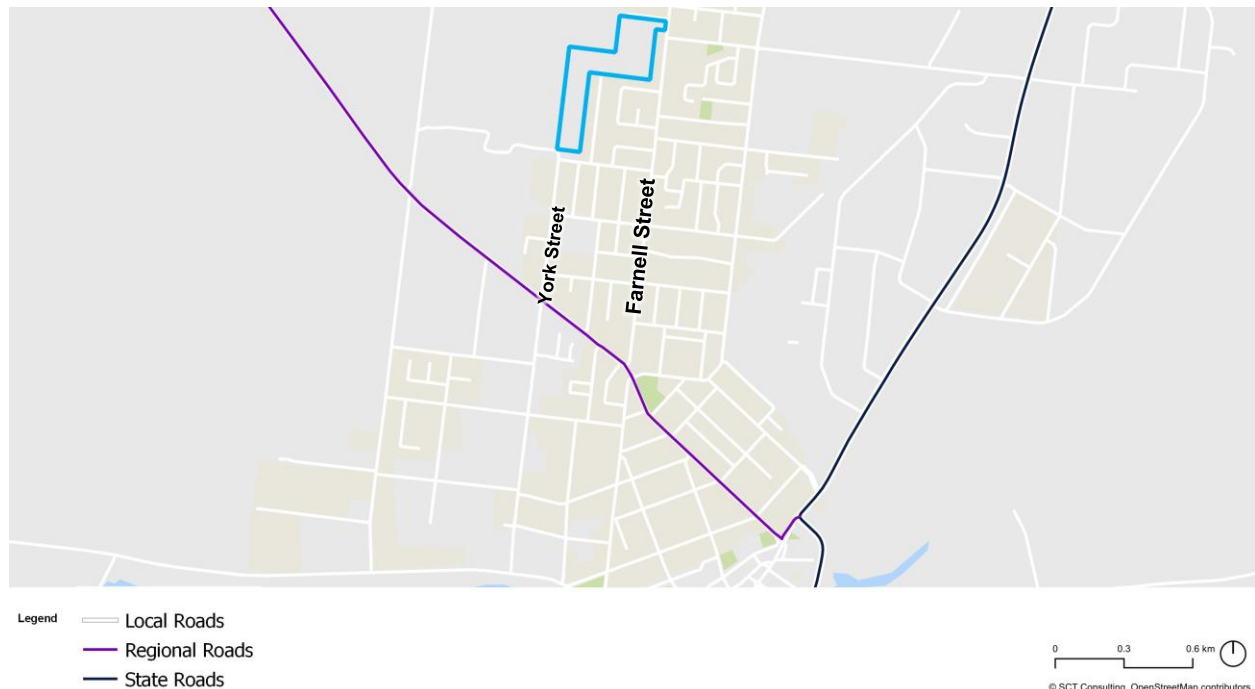 York Street
Farnell Street
Legend
Local Roads
Regional Roads
State Roads
0 0.3 0.6 km
© SCT Consulting, OpenStreetMap contributors